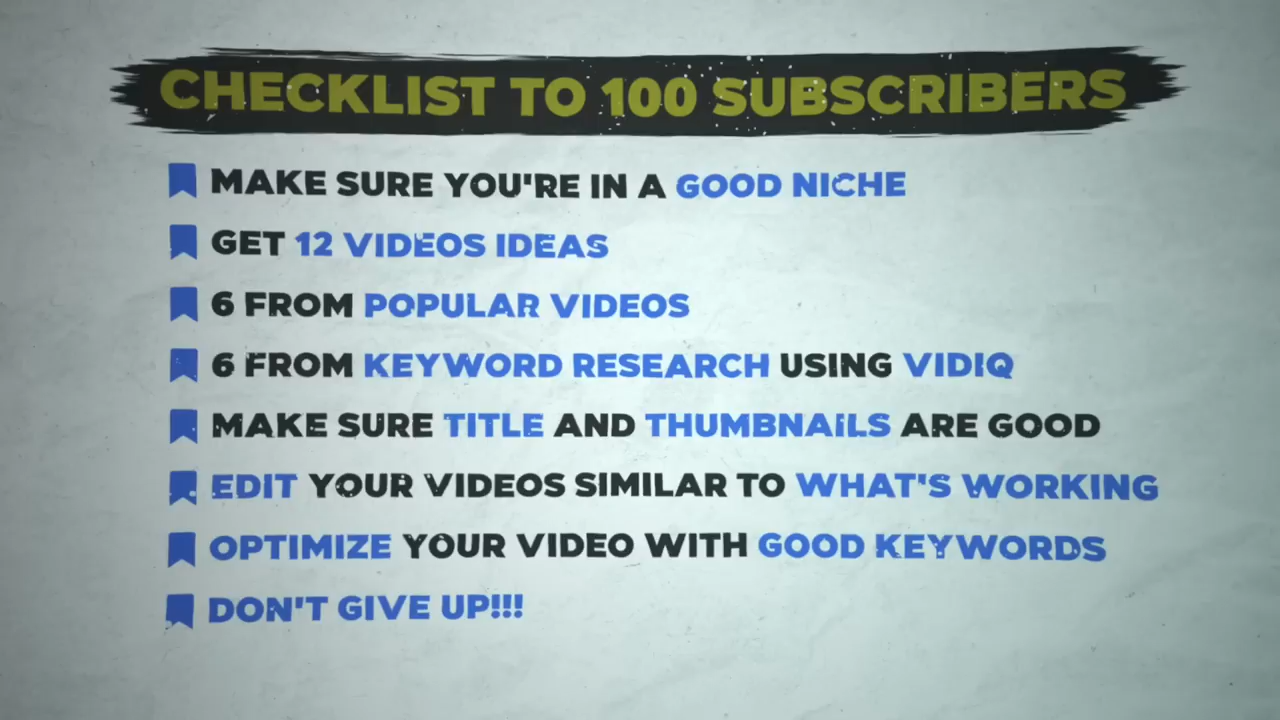 CHECKLIST TO 100 SUBSCRIBERS
MAKE SURE YOU'RE IN A GOOD NICHE
GET 12 VIDEOS IDEAS
6 FROM POPULAR VIDEOS
6 FROM KEYWORD RESEARCH USING VIDIQ
MAKE SURE TITLE AND THUMBNAILS ARE GOOD
EDIT YOUR VIDEOS SIMILAR TO WHAT'S WORKING
OPTIMIZE YOUR VIDEO WITH GOOD KEYWORDS
DON'T GIVE UP!!!